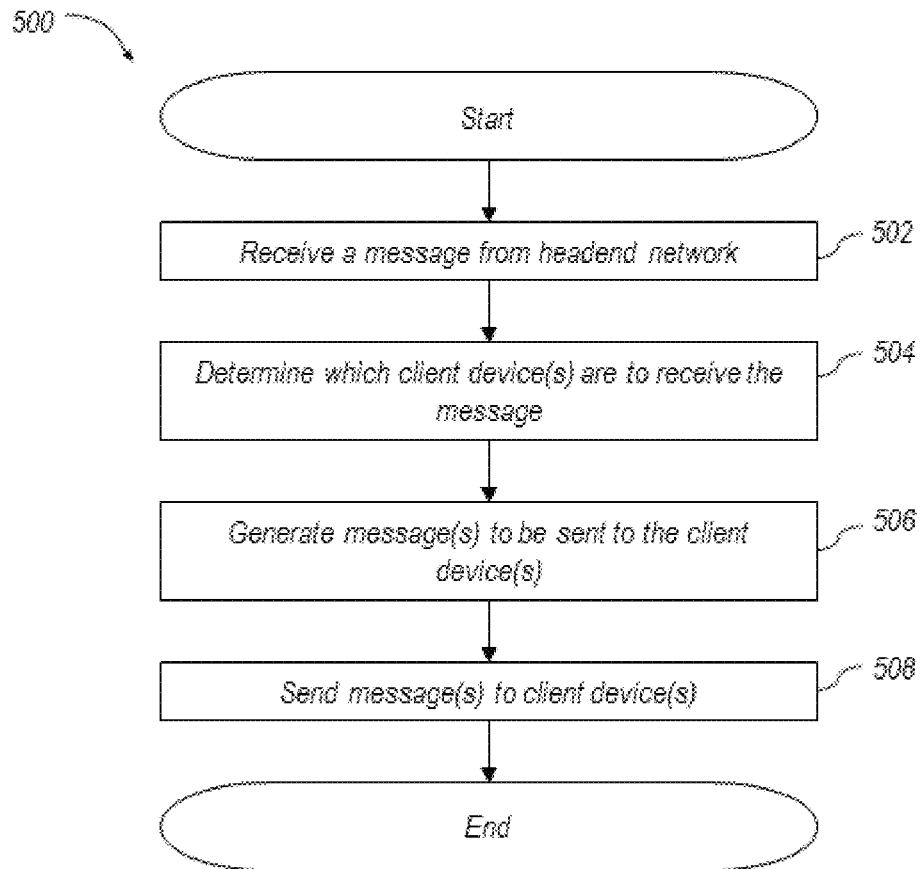 500
Start
Receive a message from headend network
502
Determine which client device(s) are to receive the
message
504
Generate message(s) to be sent to the client
device(s)
506
Send message(s) to client device(s)
508
End